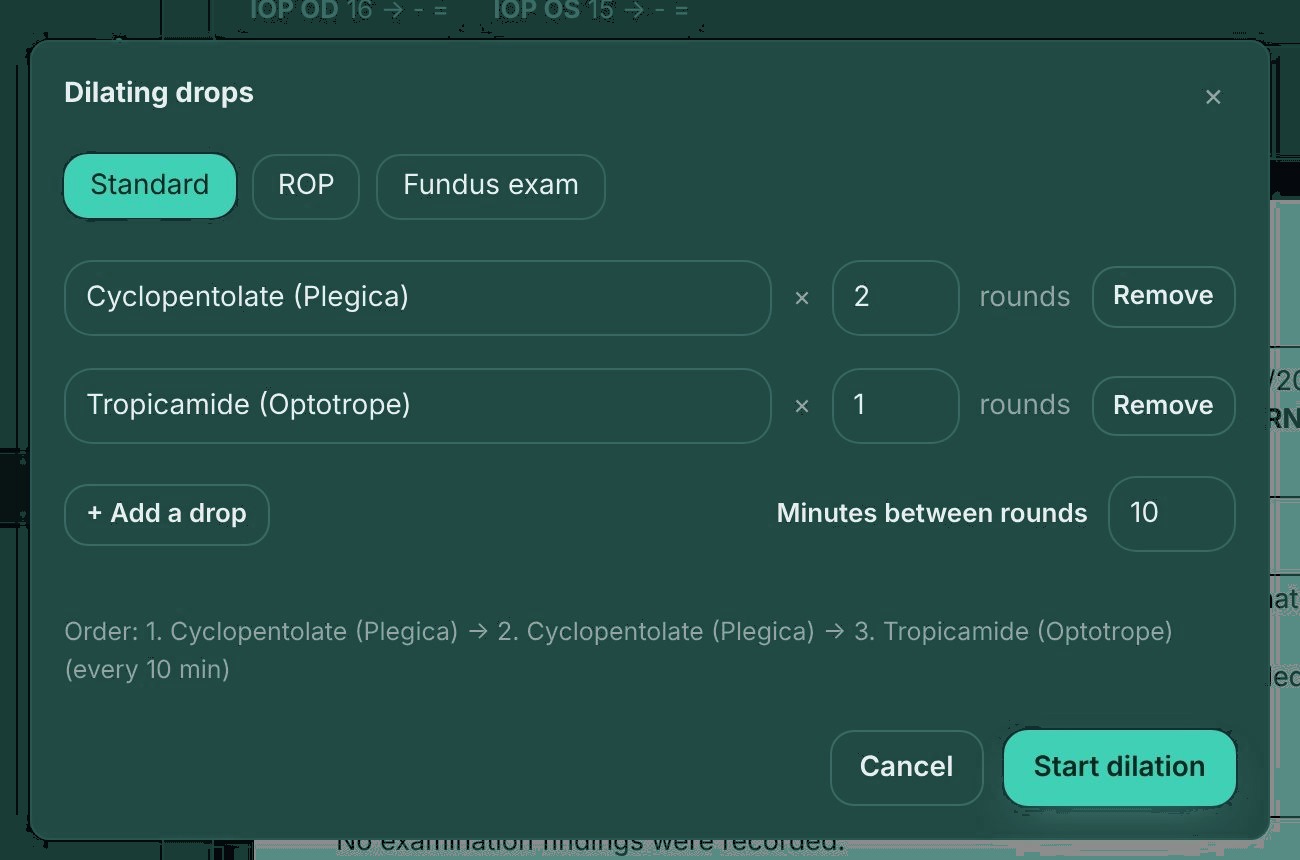 IOP OD 16 → - = IOP OS 15 → - =
Dilating drops
×
Standard ROP Fundus exam
Cyclopentolate (Plegica) × 2 rounds Remove
Tropicamide (Optotrope) × 1 rounds Remove
+ Add a drop Minutes between rounds 10
Order: 1. Cyclopentolate (Plegica) → 2. Cyclopentolate (Plegica) → 3. Tropicamide (Optotrope)
(every 10 min)
Cancel Start dilation
No examination findings were recorded.